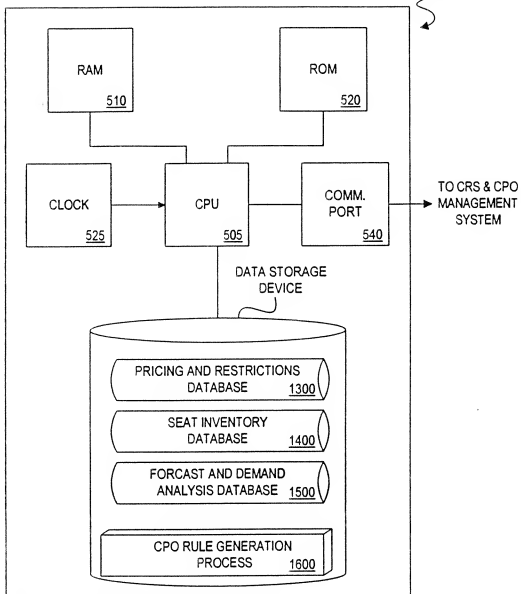 RAM
510
ROM
520
CLOCK
525
CPU
505
COMM.
PORT
540
TO CRS & CPO
MANAGEMENT
SYSTEM
DATA STORAGE
DEVICE
PRICING AND RESTRICTIONS
DATABASE 1300
SEAT INVENTORY
DATABASE 1400
FORCAST AND DEMAND
ANALYSIS DATABASE 1500
CPO RULE GENERATION
PROCESS 1600